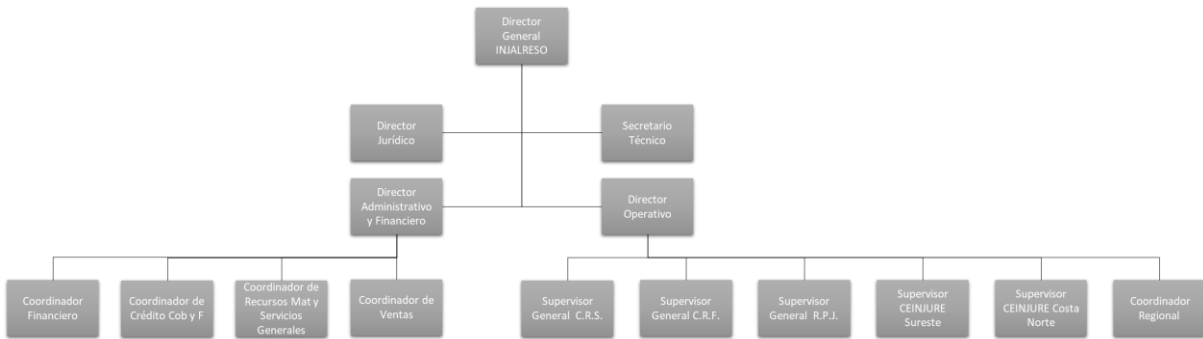 Director
General
INJALRESO
Director
Jurídico
Secretario
Técnico
Director
Administrativo
y Financiero
Director
Operativo
Coordinador
Financiero
Coordinador de
Crédito Cob y F
Coordinador de
Recursos Mat y
Servicios
Generales
Coordinador de
Ventas
Supervisor
General C.R.S.
Supervisor
General C.R.F.
Supervisor
General R.P.J.
Supervisor
CEINJURE
Sureste
Supervisor
CEINJURE Costa
Norte
Coordinador
Regional